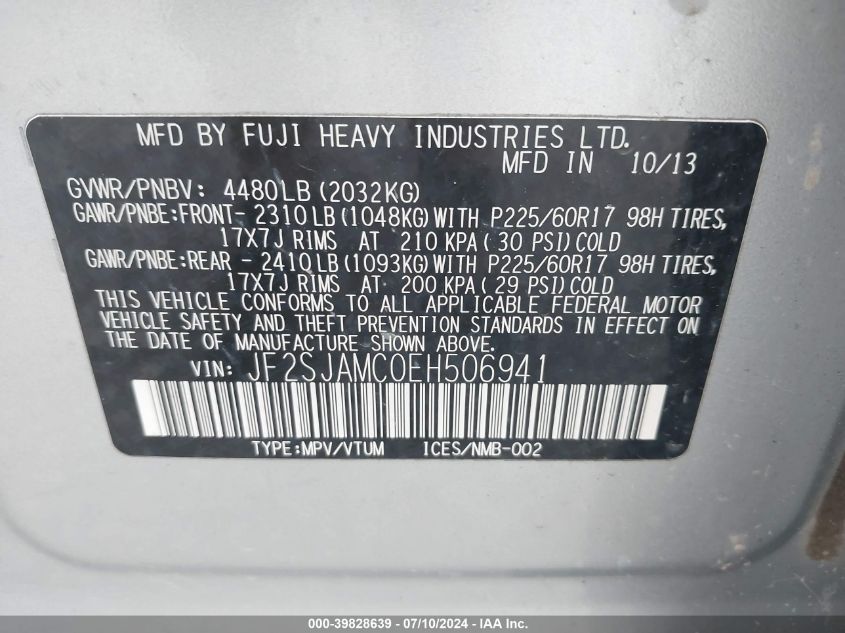 MFD BY FUJI HEAVY INDUSTRIES LTD.
MFD IN 10/13
GVWR/PNBV: 4480LB (2032KG)
GAWR/PNBE:FRONT- 2310LB (1048KG) WITH P225/60R17 98H TIRES,
17X7J RIMS AT 210 KPA ( 30 PSI) COLD
GAWR/PNBE:REAR - 2410LB (1093KG) WITH P225/60R17 98H TIRES,
17X7J RIMS AT 200 KPA ( 29 PSI) COLD
THIS VEHICLE CONFORMS TO ALL APPLICABLE FEDERAL MOTOR
VEHICLE SAFETY AND THEFT PREVENTION STANDARDS IN EFFECT ON
THE DATE OF MANUFACTURE SHOWN ABOVE.
VIN: JF2SJAMC0EH506941
TYPE:MPV/VTUM ICES/NMB-002
000-39828639 - 07/10/2024 - IAA Inc.